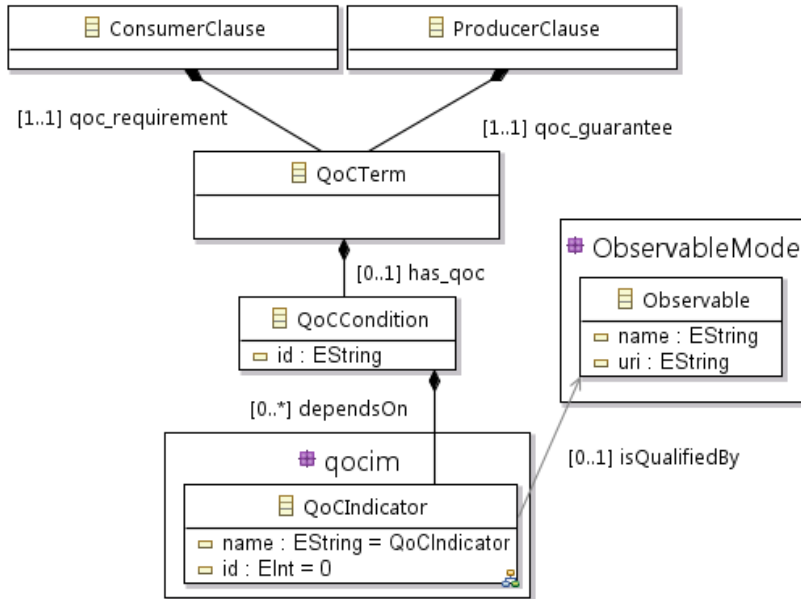 ConsumerClause
ProducerClause
[1..1] qoc_requirement
[1..1] qoc_guarantee
QoCTerm
[0..1] has_qoc
ObservableMode
Observable
name : EString
uri : EString
QoCCondition
id : EString
[0..*] dependsOn
[0..1] isQualifiedBy
qocim
QoCIndicator
name : EString = QoCIndicator
id : EInt = 0